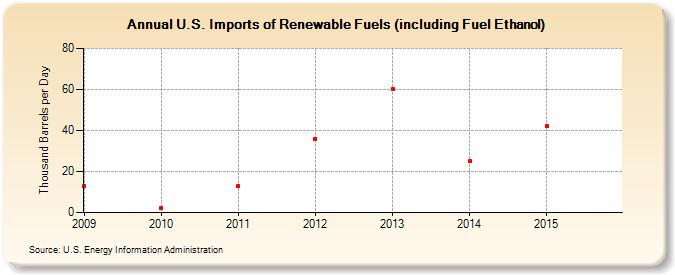 Annual U.S. Imports of Renewable Fuels (including Fuel Ethanol)
Thousand Barrels per Day
80
60
40
20
0
2009 2010 2011 2012 2013 2014 2015
Source: U.S. Energy Information Administration